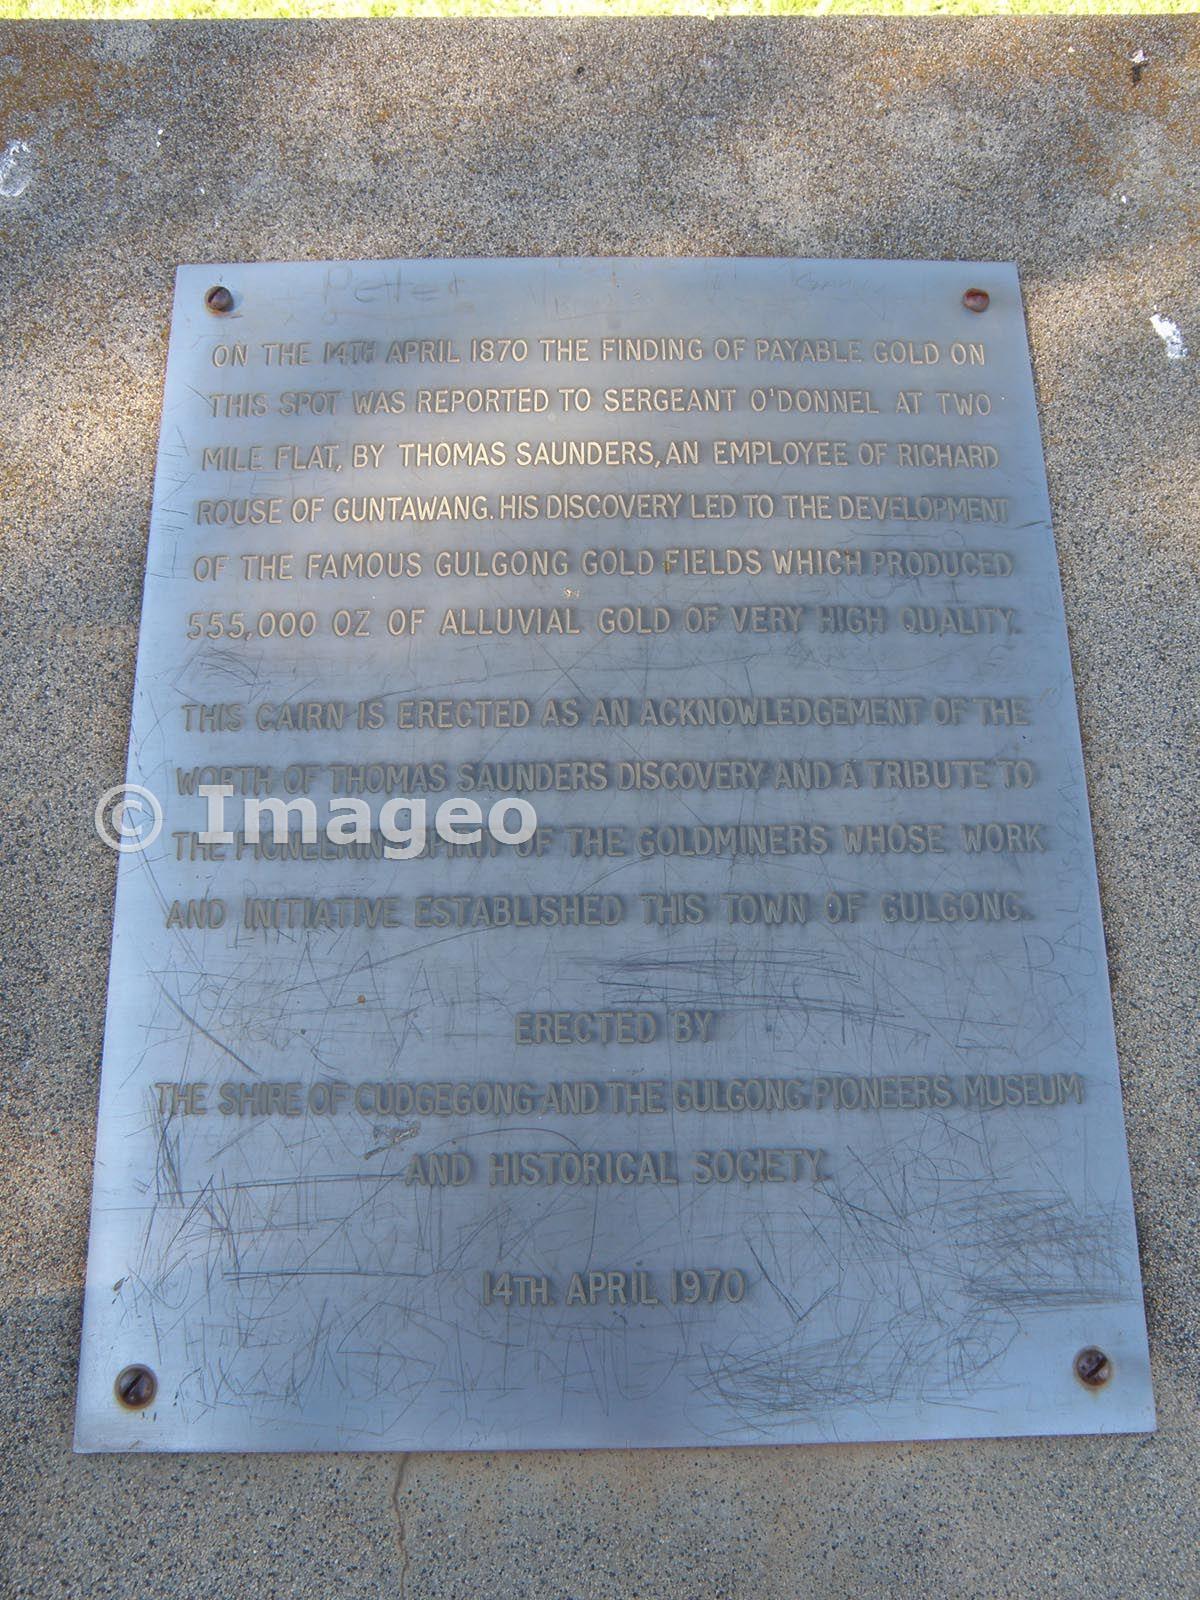 Peter
ON THE 14TH APRIL 1870 THE FINDING OF PAYABLE GOLD ON
THIS SPOT WAS REPORTED TO SERGEANT O'DONNEL AT TWO
MILE FLAT, BY THOMAS SAUNDERS, AN EMPLOYEE OF RICHARD
ROUSE OF GUNTAWANG. HIS DISCOVERY LED TO THE DEVELOPMENT
OF THE FAMOUS GULGONG GOLD FIELDS WHICH PRODUCED
555,000 OZ OF ALLUVIAL GOLD OF VERY HIGH QUALITY.
THIS CAIRN IS ERECTED AS AN ACKNOWLEDGEMENT OF THE
WORTH OF THOMAS SAUNDERS DISCOVERY AND A TRIBUTE TO
© Imageo
THE PIONEERING SPIRIT OF THE GOLDMINERS WHOSE WORK
AND INITIATIVE ESTABLISHED THIS TOWN OF GULGONG.
ERECTED BY
THE SHIRE OF CUDGEGONG AND THE GULGONG PIONEERS MUSEUM
AND HISTORICAL SOCIETY.
14TH. APRIL 1970